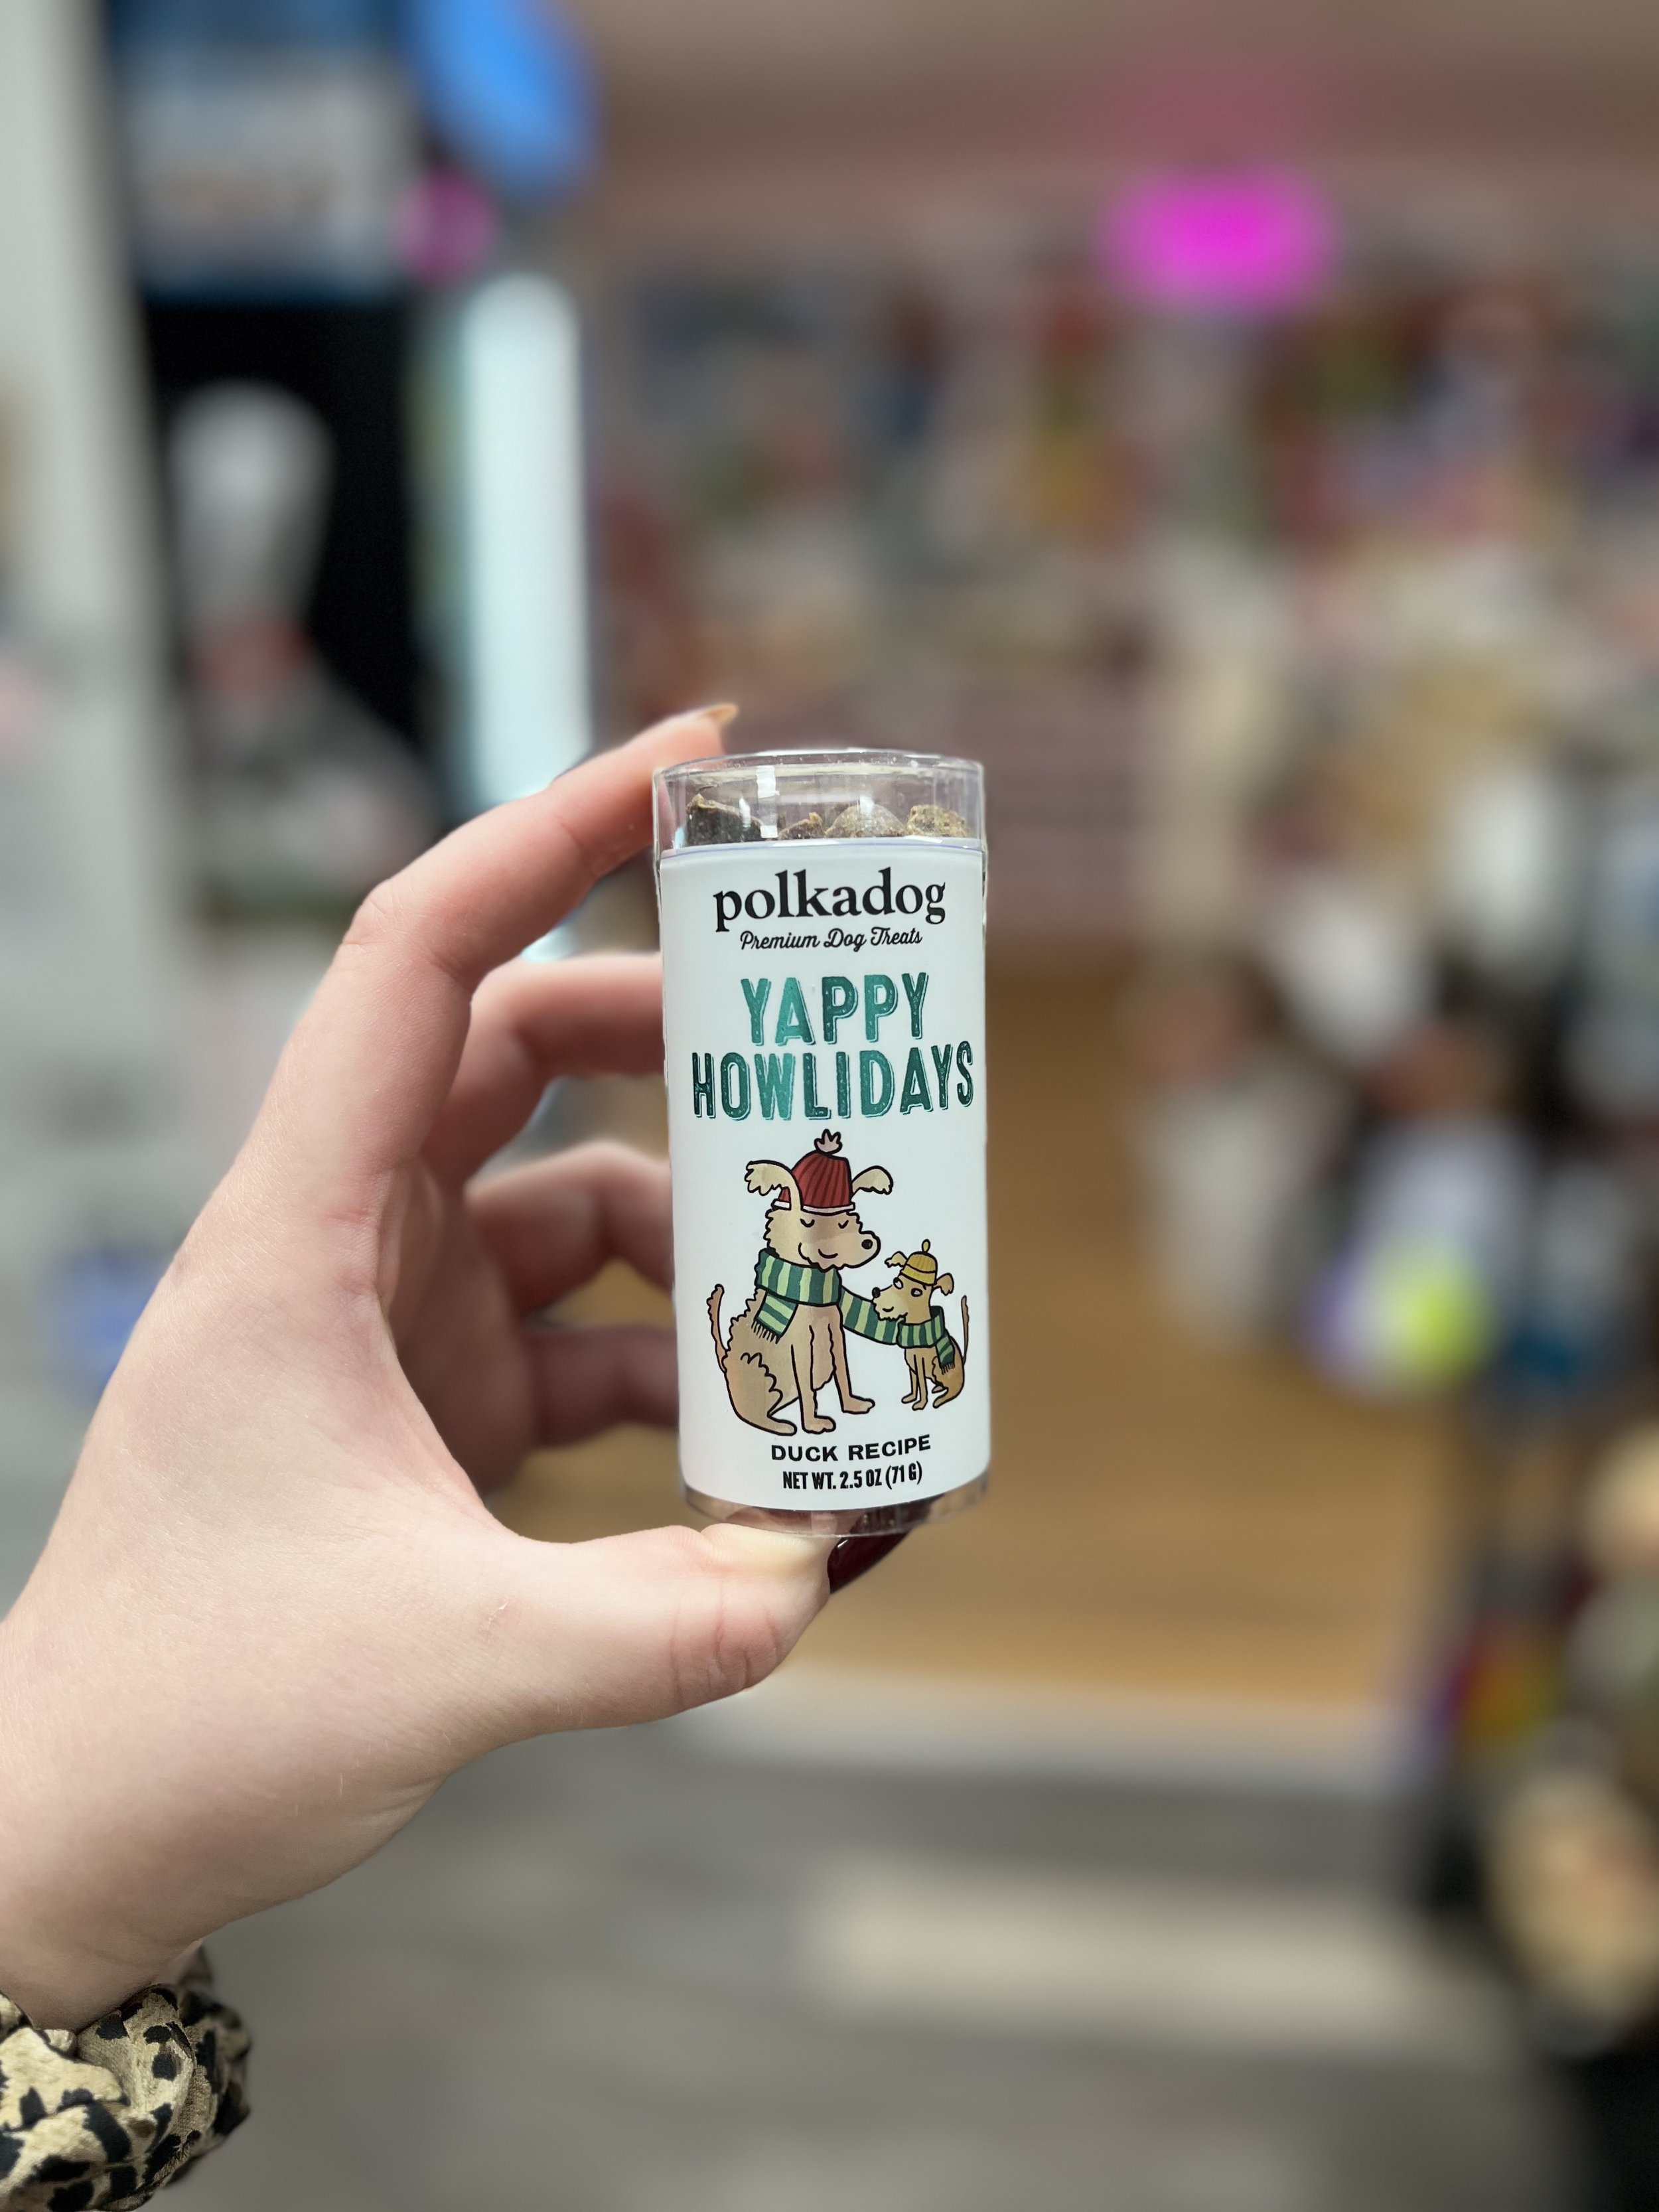 polkadog
Premium Dog Treats
YAPPY
HOWLIDAYS
DUCK RECIPE
NET WT. 2.5 OZ (71 G)